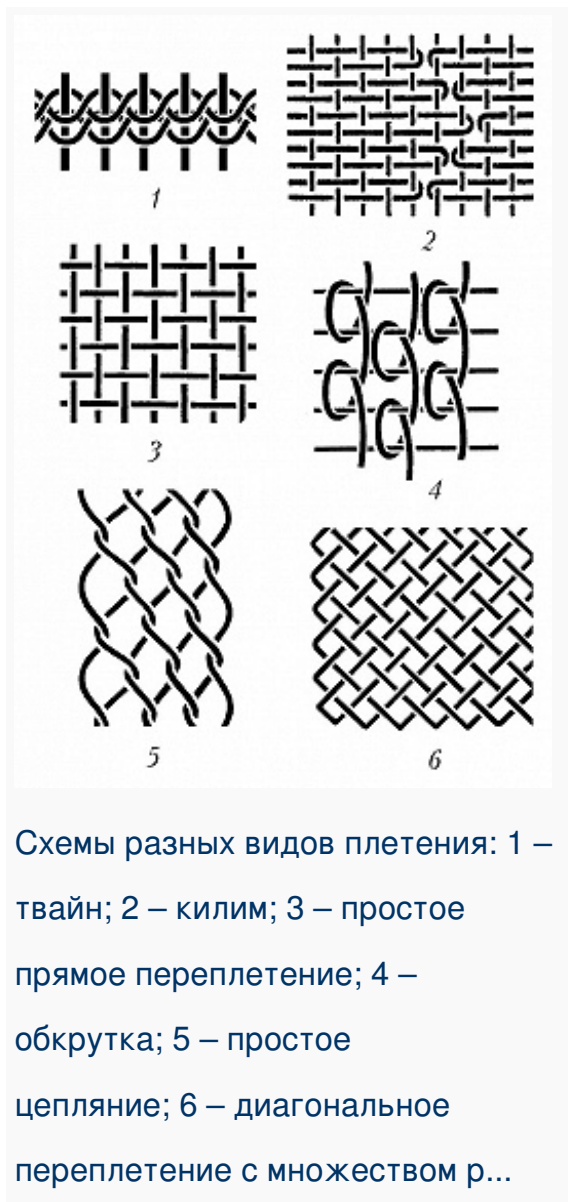 1
2
3
4
5
6
Схемы разных видов плетения: 1 –
твайн; 2 – килим; 3 – простое
прямое переплетение; 4 –
обкрутка; 5 – простое
цепляние; 6 – диагональное
переплетение с множеством р...